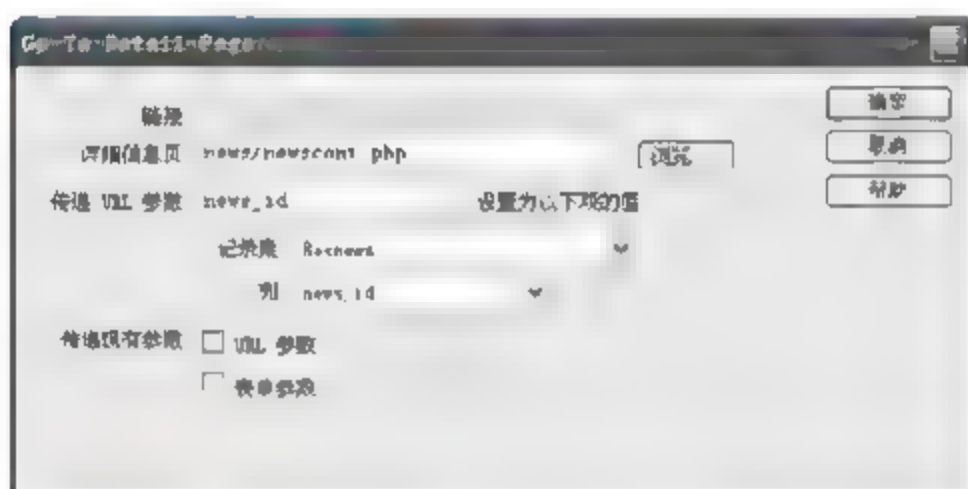 Go To Detail Page
确定
链接
详细信息页 news/newscont.php 浏览
取消
传递 URL 参数 news_id 设置为以下项的值
帮助
记录集 Recnews
列 news_id
传递现有参数 URL 参数
表单参数